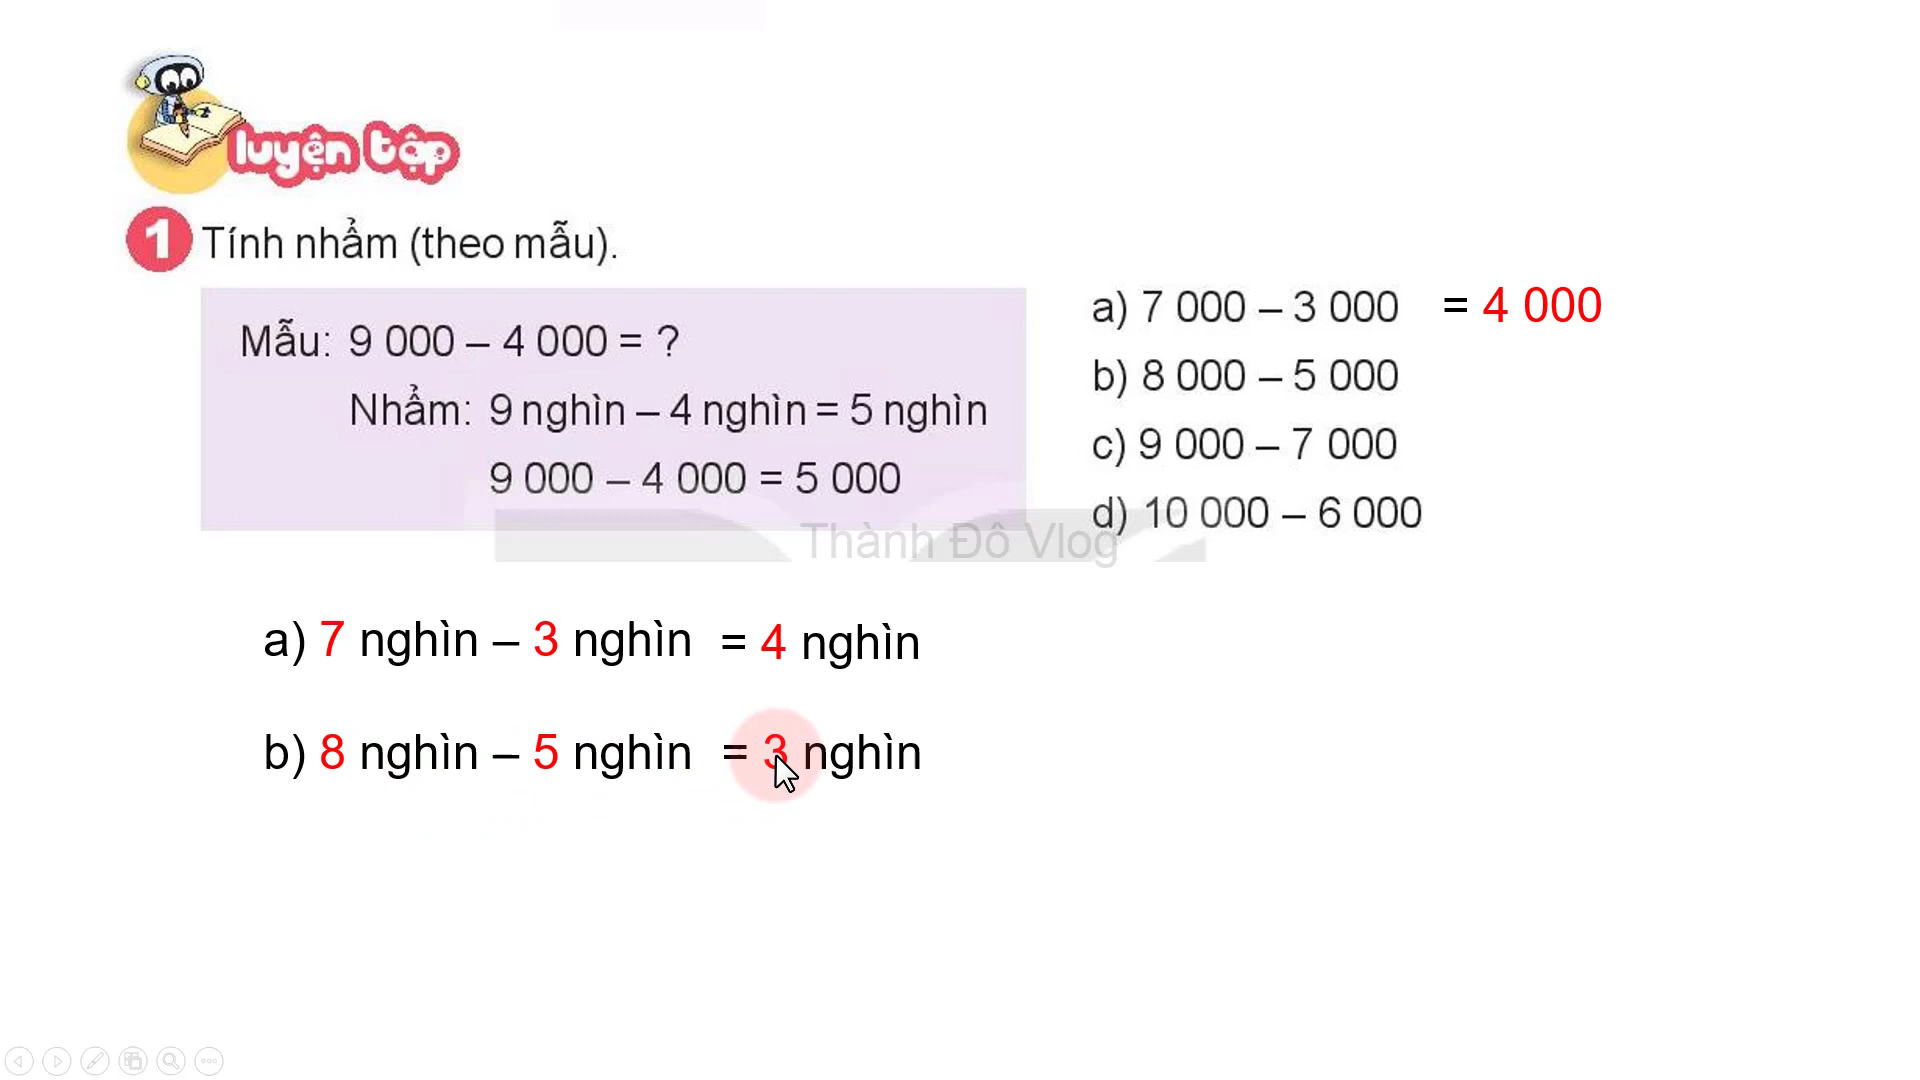 luyện tập
1 Tính nhẩm (theo mẫu).
Mẫu: 9 000 – 4 000 = ?
Nhẩm: 9 nghìn – 4 nghìn = 5 nghìn
9 000 – 4 000 = 5 000
a) 7 000 – 3 000 = 4 000
b) 8 000 – 5 000
c) 9 000 – 7 000
d) 10 000 – 6 000
Thành Đô Vlog
a) 7 nghìn – 3 nghìn = 4 nghìn
b) 8 nghìn – 5 nghìn = 3 nghìn